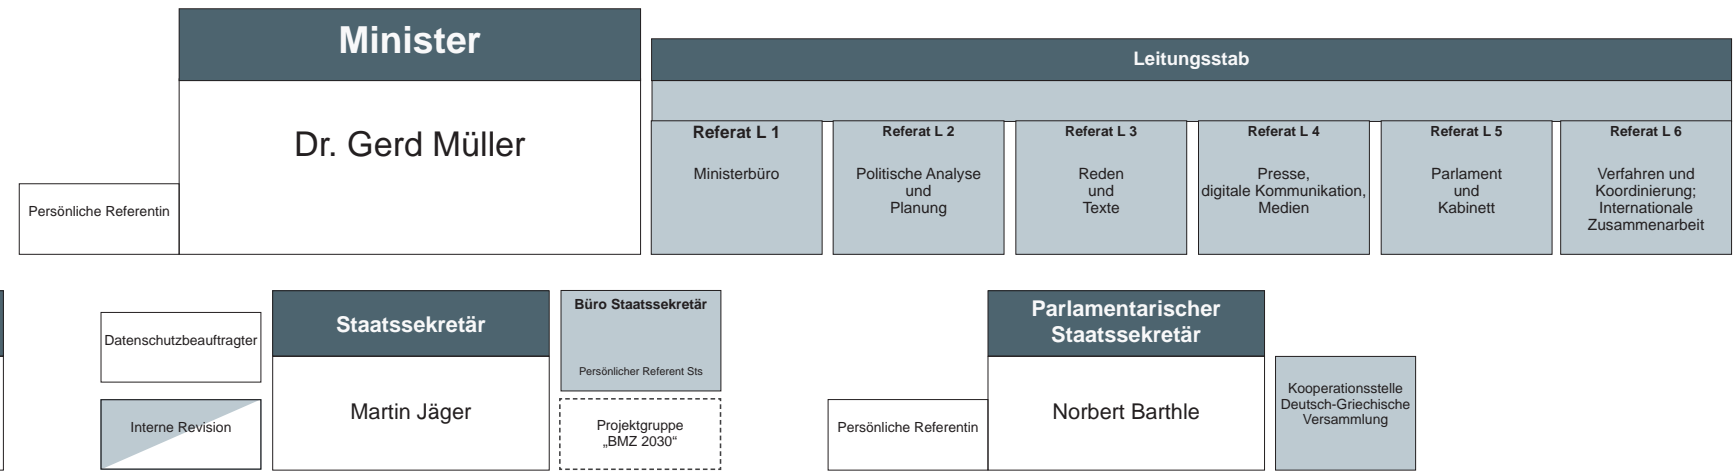 Minister
Dr. Gerd Müller
Persönliche Referentin
Leitungsstab
Referat L 1
Ministerbüro
Referat L 2
Politische Analyse
und
Planung
Referat L 3
Reden
und
Texte
Referat L 4
Presse,
digitale Kommunikation,
Medien
Referat L 5
Parlament
und
Kabinett
Referat L 6
Verfahren und
Koordinierung;
Internationale
Zusammenarbeit
Datenschutzbeauftragter
Interne Revision
Staatssekretär
Martin Jäger
Büro Staatssekretär
Persönlicher Referent Sts
Projektgruppe
„BMZ 2030“
Persönliche Referentin
Parlamentarischer
Staatssekretär
Norbert Barthle
Kooperationsstelle
Deutsch-Griechische
Versammlung